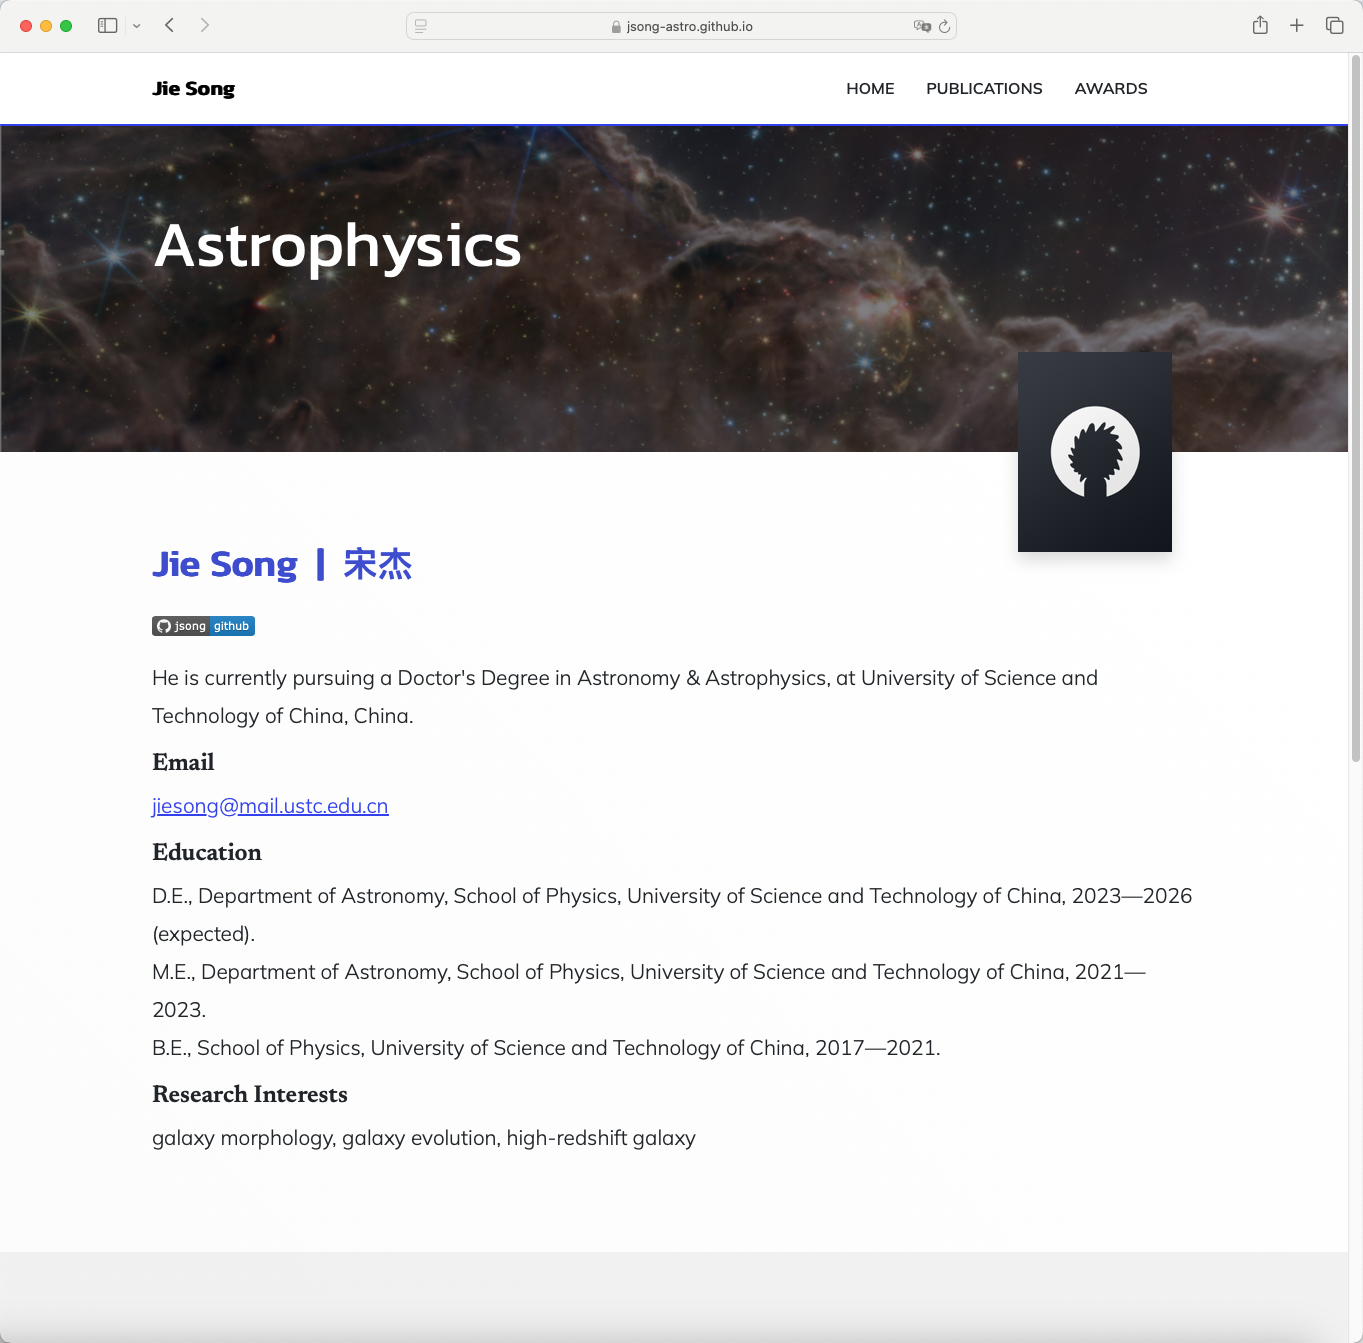 jsong-astro.github.io
Jie Song
HOME PUBLICATIONS AWARDS
Astrophysics
Jie Song | 宋杰
jsong github
He is currently pursuing a Doctor's Degree in Astronomy & Astrophysics, at University of Science and
Technology of China, China.
Email
jiesong@mail.ustc.edu.cn
Education
D.E., Department of Astronomy, School of Physics, University of Science and Technology of China, 2023—2026
(expected).
M.E., Department of Astronomy, School of Physics, University of Science and Technology of China, 2021—
2023.
B.E., School of Physics, University of Science and Technology of China, 2017—2021.
Research Interests
galaxy morphology, galaxy evolution, high-redshift galaxy